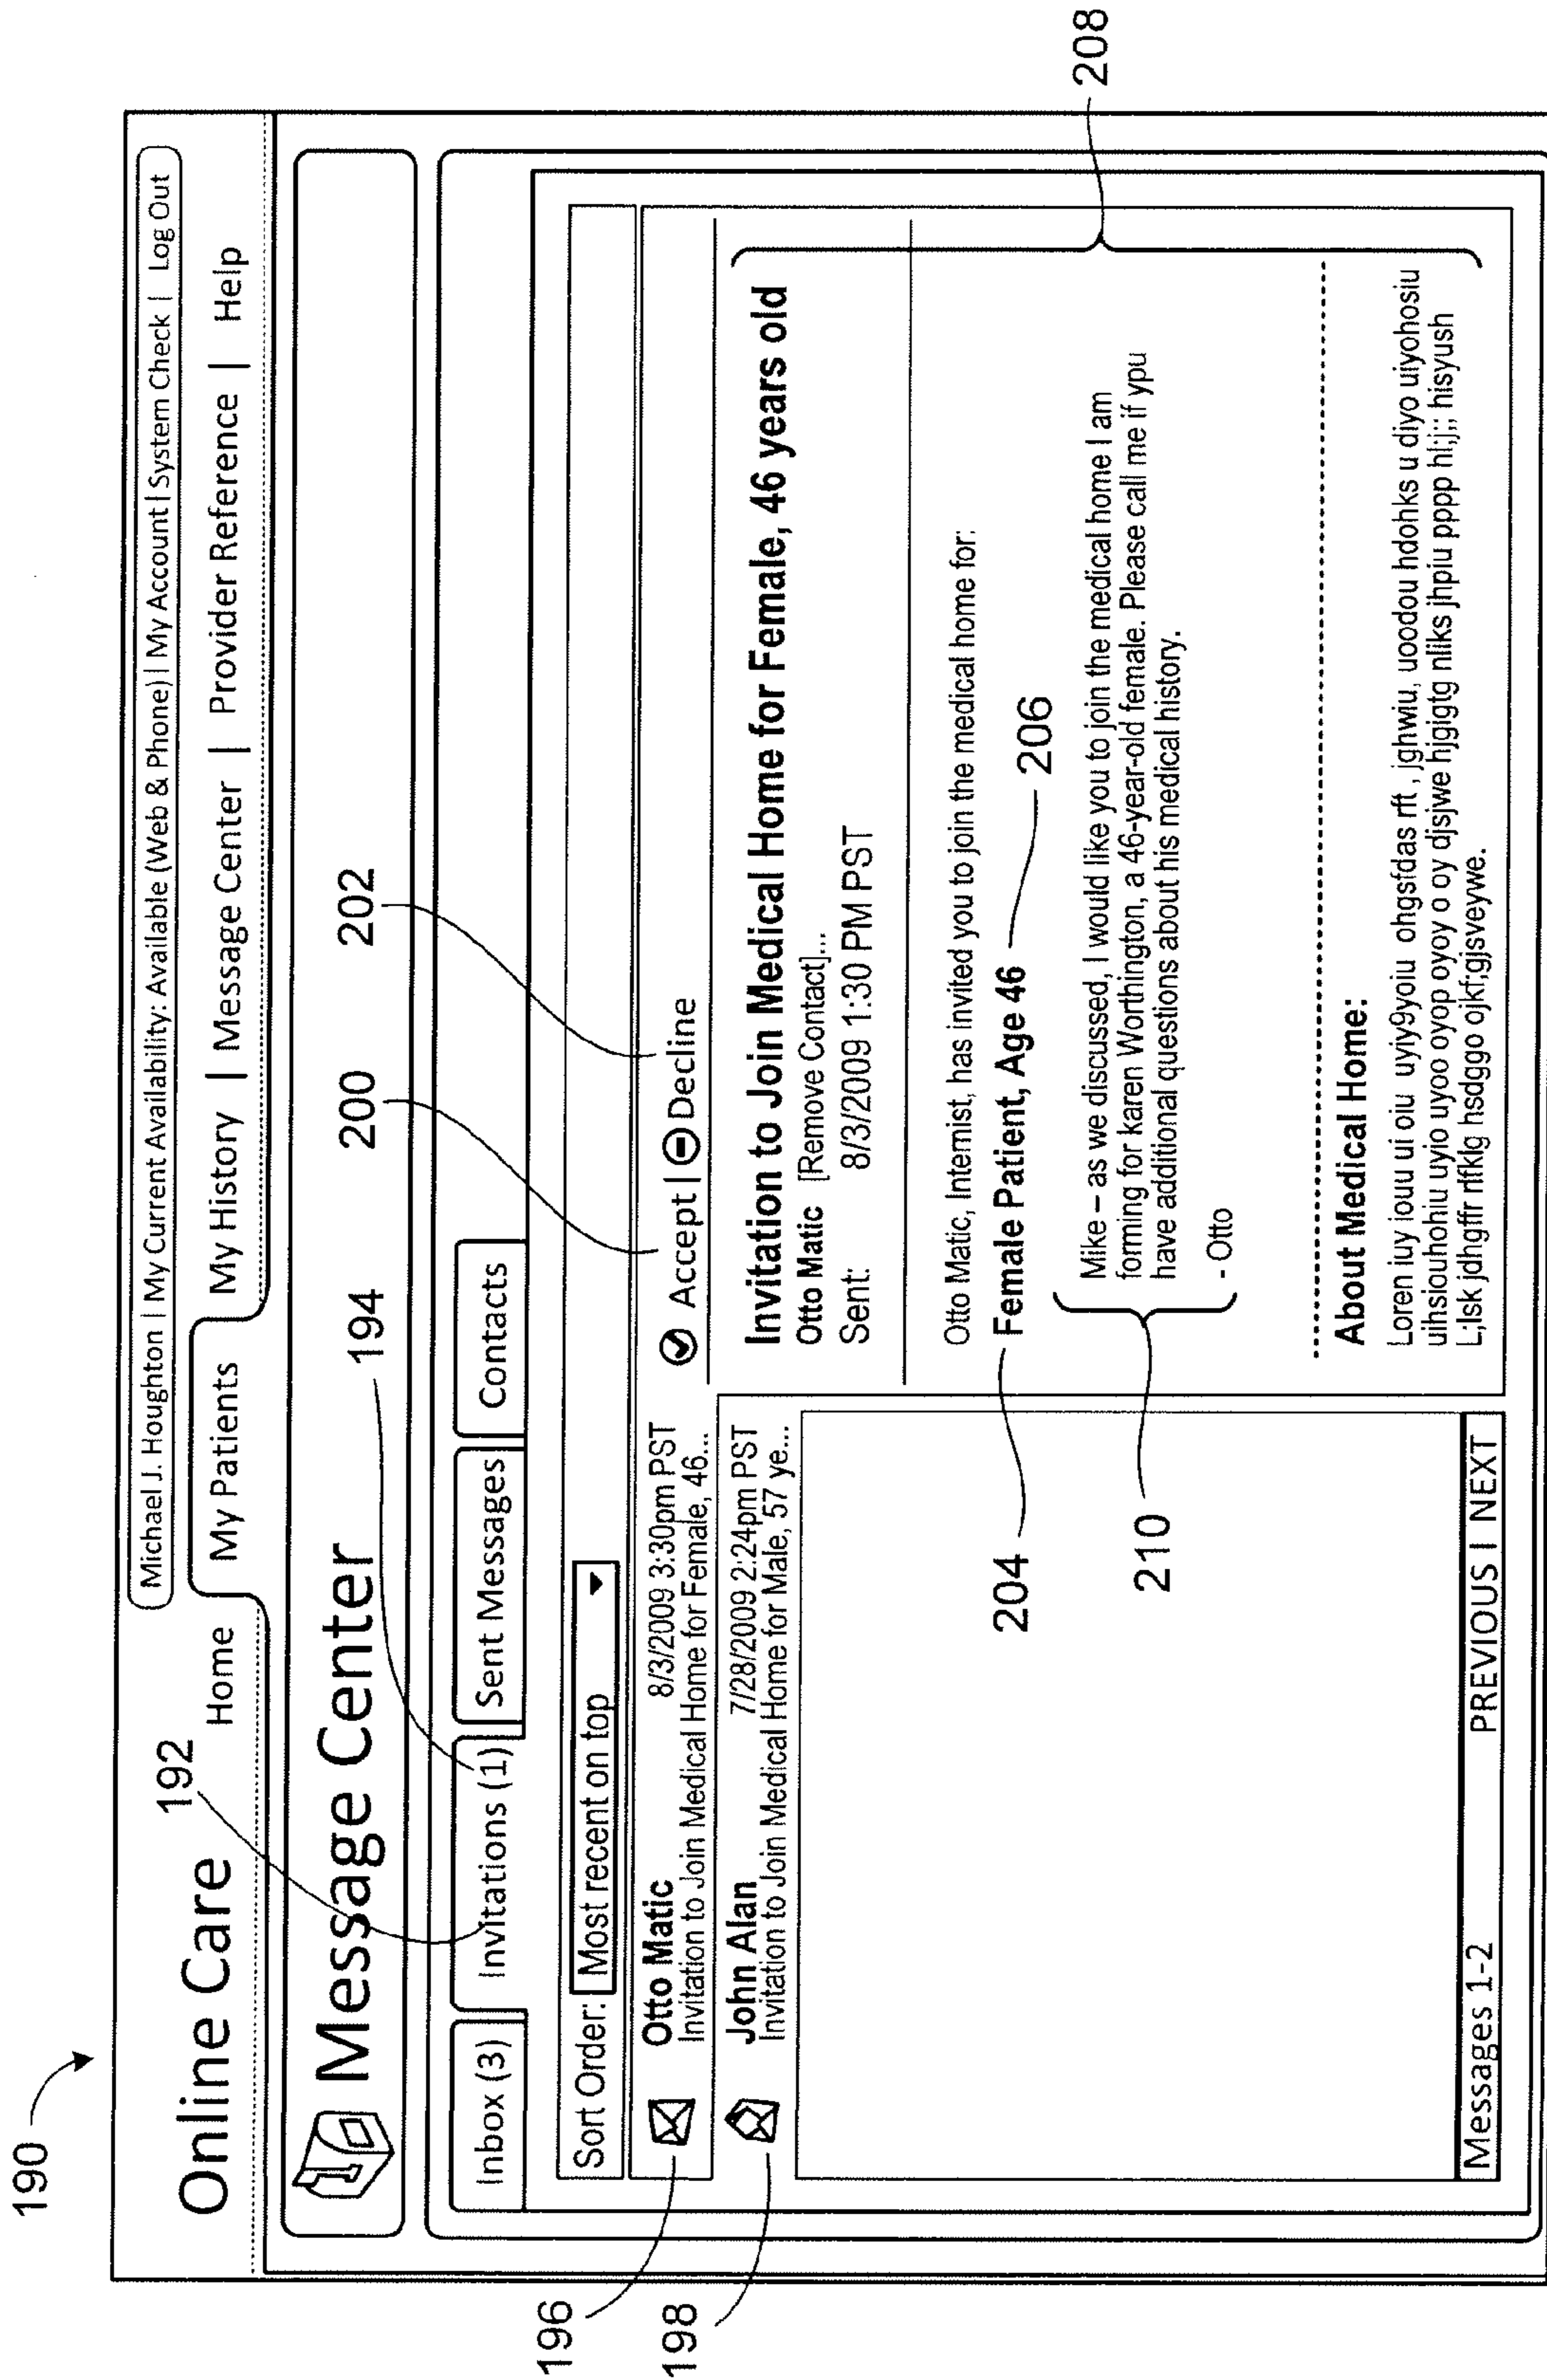 190
Online Care
Michael J. Houghton | My Current Availability: Available (Web & Phone) | My Account | System Check | Log Out
192
Home | My Patients | My History | Message Center | Provider Reference | Help
Message Center
194
200
202
Inbox (3)
Invitations (1)
Sent Messages
Contacts
Sort Order: Most recent on top
196
Otto Matic 8/3/2009 3:30pm PST
Invitation to Join Medical Home for Female, 46...
198
John Alan 7/28/2009 2:24pm PST
Invitation to Join Medical Home for Male, 57 ye...
Messages 1-2 PREVIOUS | NEXT
Accept | Decline
Invitation to Join Medical Home for Female, 46 years old
Otto Matic [Remove Contact]...
Sent: 8/3/2009 1:30 PM PST
208
Otto Matic, Internist, has invited you to join the medical home for:
204
Female Patient, Age 46
206
210
Mike – as we discussed, I would like you to join the medical home I am
forming for karen Worthington, a 46-year-old female. Please call me if ypu
have additional questions about his medical history.
- Otto
About Medical Home:
Loren iuy iouu ui oiu uyiy9yoiu ohgsfdas rft , jghwiu, uoodou hdohks u diyo uiyohosiu
uihsiouhohiu uyio uyoo oyop oyoy o oy djsjwe hjgigtg nliks jhpiu pppp hl;j;; hisyush
L;lsk jdhgffr rifklg hsdggo ojkfr,gjsveywe.